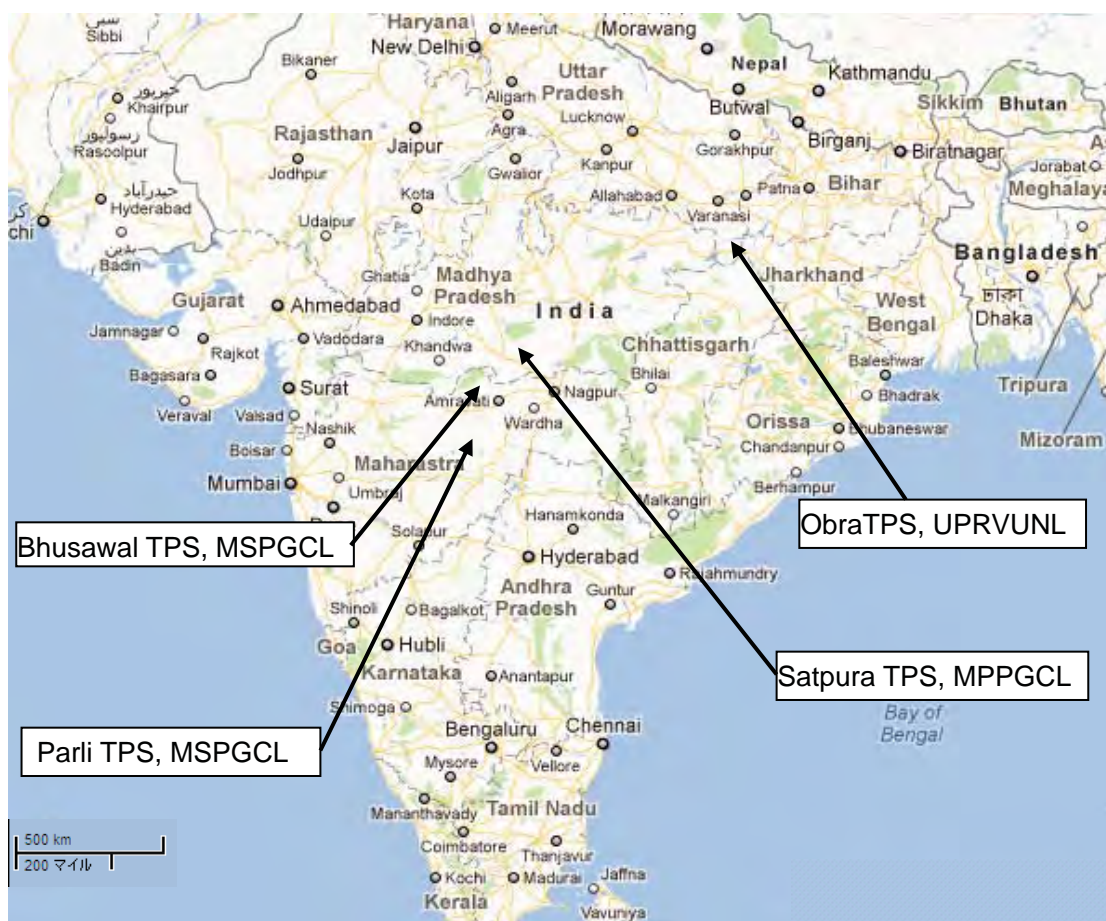 سبی
Sibbi
Haryana
New Delhi
Meerut
Morawang
Nepal
Kathmandu
Bikaner
Uttar
Pradesh
Aligarh
Butwal
Sikkim
Bhutan
خیرپور
Khairpur
Rajasthan
Jaipur
Agra
Lucknow
Birganj
رسولپور
Rasoolpur
Jodhpur
Gwalior
Kanpur
Gorakhpur
Biratnagar
Jorabat
Meghalaya
حیدرآباد
Hyderabad
Kota
Allahabad
Varanasi
Patna
Bihar
chi
بدین
Badin
Udaipur
Ghatia
Madhya
Pradesh
Jharkhand
Bangladesh
ঢাকা
Dhaka
Gujarat
Ahmedabad
India
West
Bengal
Jamnagar
Rajkot
Vadodara
Indore
Khandwa
Chhattisgarh
Bhilai
Baleshwar
Bhadrak
Tripura
Bagasara
Surat
Amravati
Nagpur
Wardha
Veraval
Valsad
Nashik
Orissa
Bhubaneswar
Chandanpur
Mizoram
Boisar
Maharastra
Mumbai
Umbraj
Berhampur
Malkangiri
Hanamkonda
Solapur
Bhusawal TPS, MSPGCL
ObraTPS, UPRVUNL
Hyderabad
Rajahmundry
Andhra
Pradesh
Guntur
Shinoli
Bagalkot
Goa
Hubli
Karnataka
Anantapur
Satpura TPS, MPPGCL
Shimoga
Bay of
Bengal
Parli TPS, MSPGCL
Bengaluru
Chennai
Mysore
Vellore
Mananthavady
Tamil Nadu
500 km
200 マイル
Coimbatore
Thanjavur
Kochi
Madurai
Jaffna
Kerala
Vavuniya